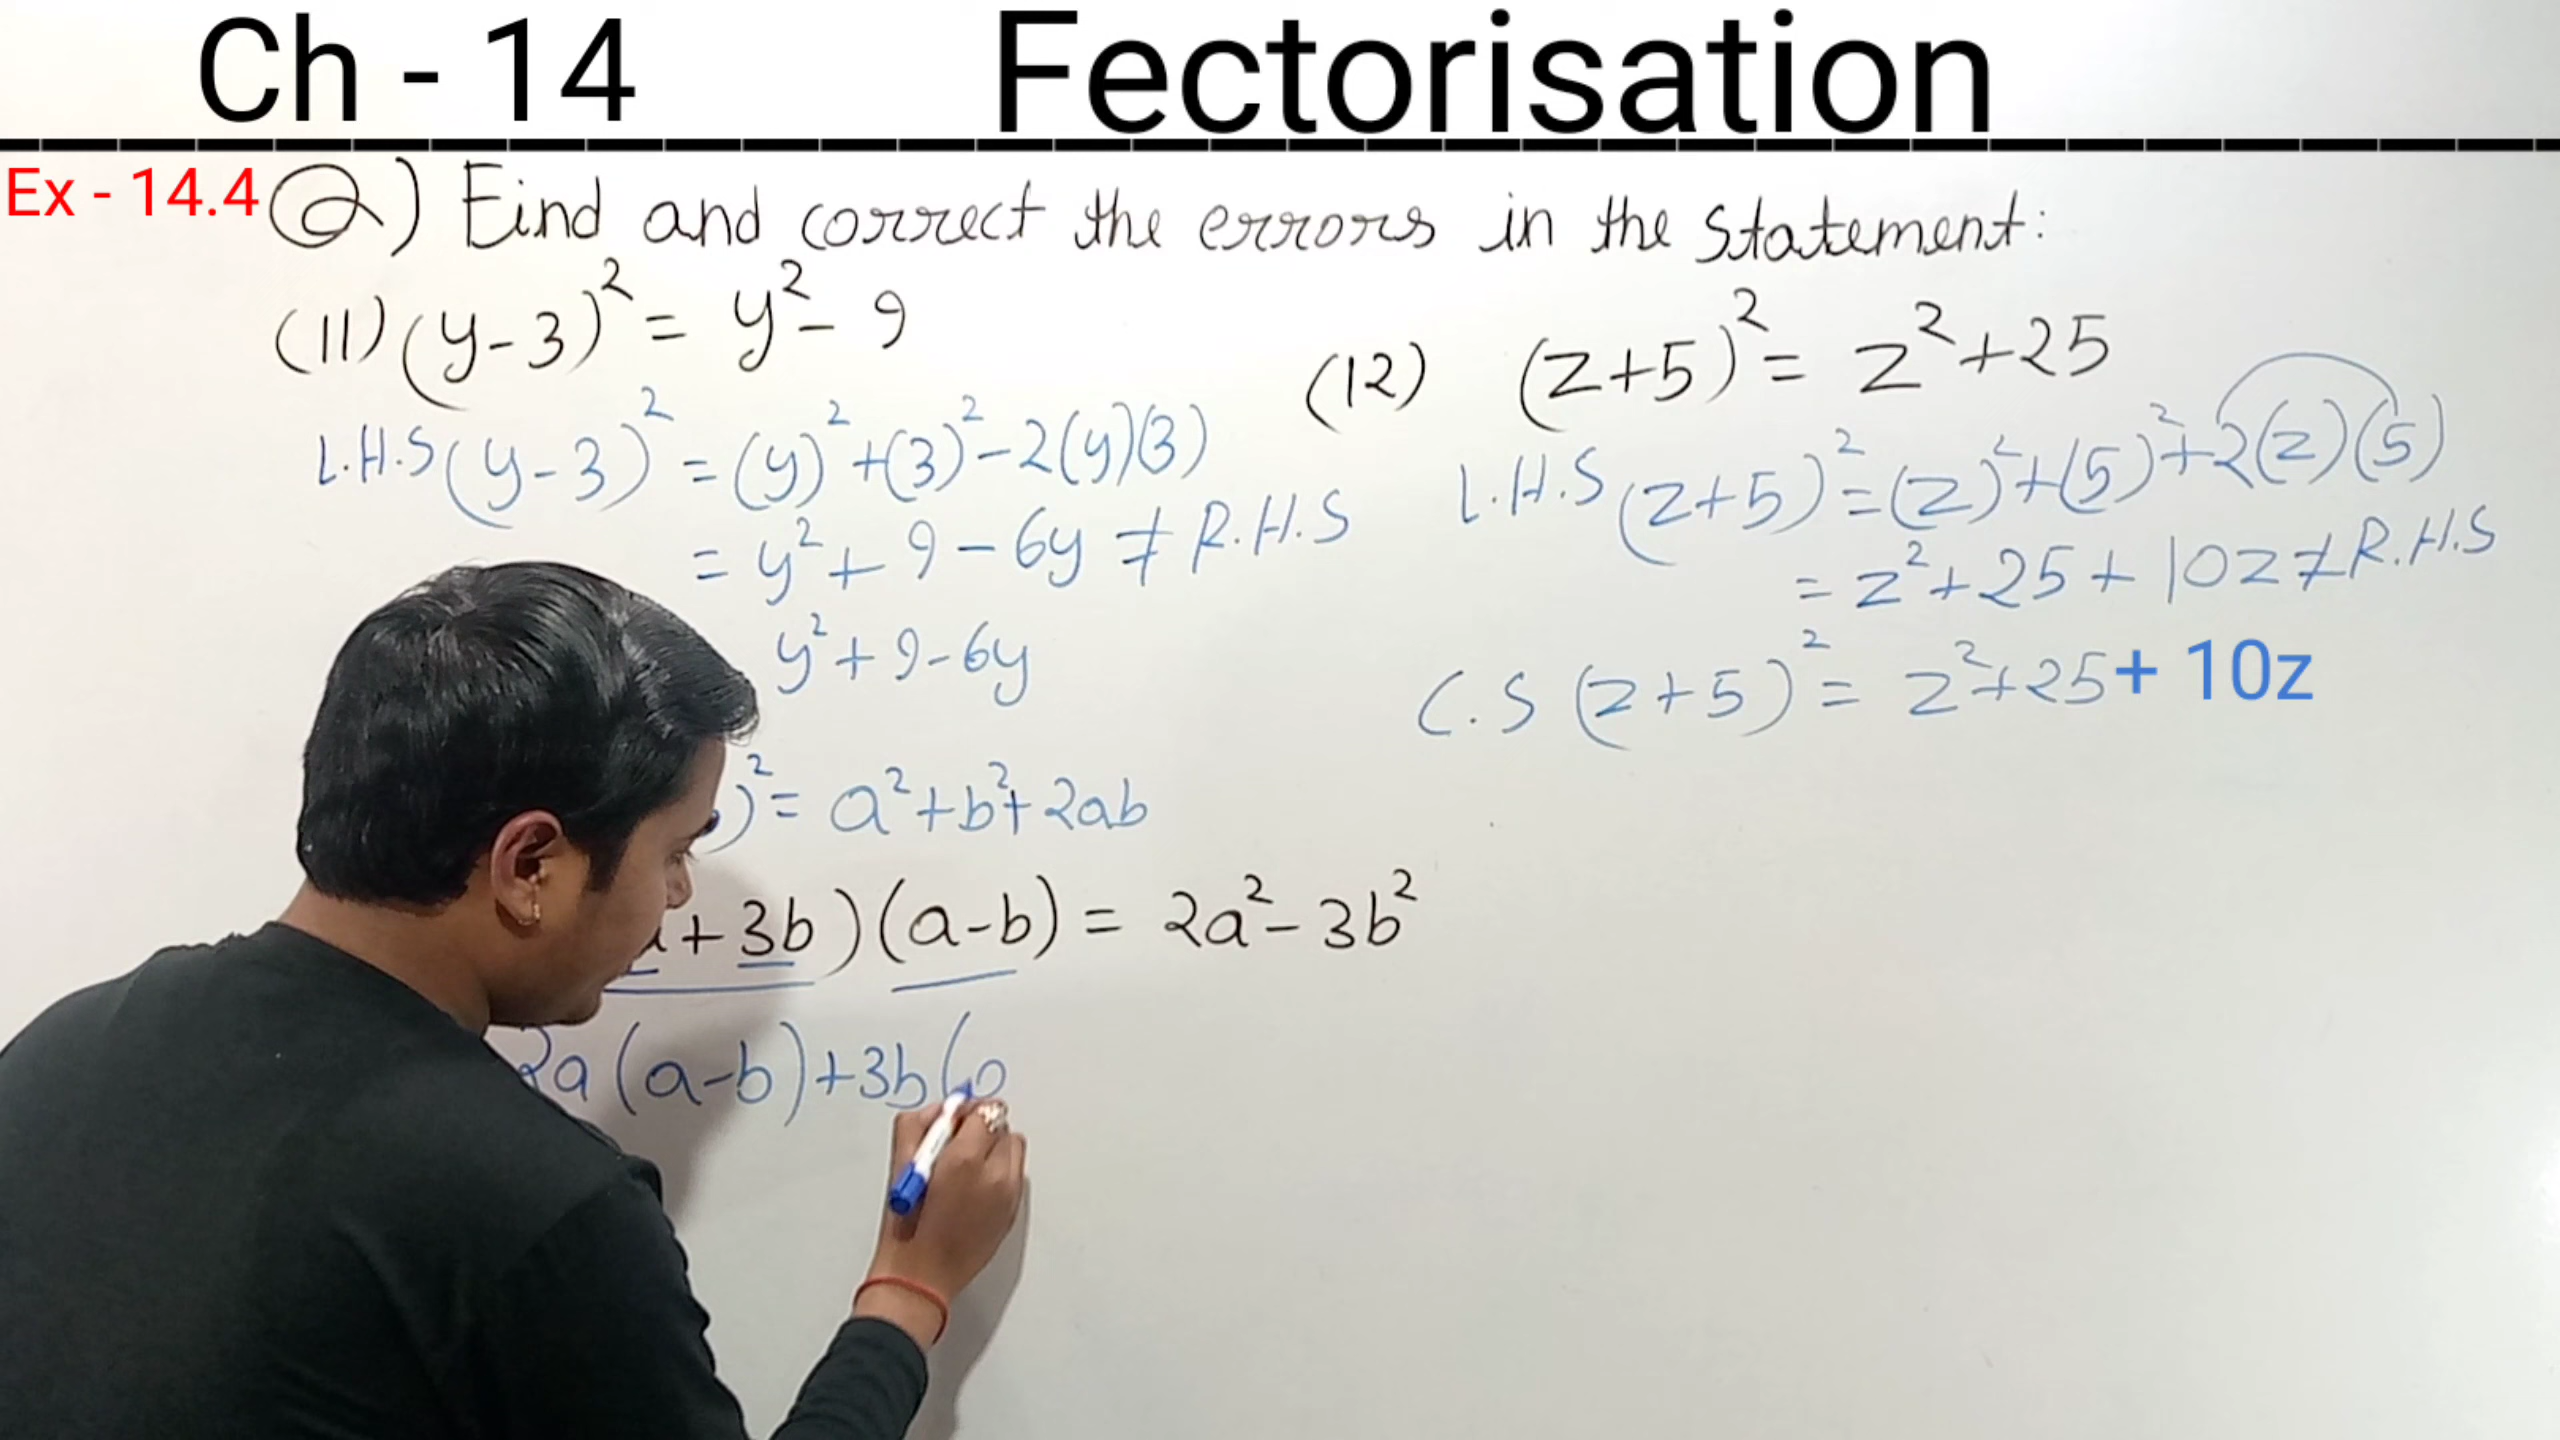 Ch - 14 Fectorisation
Ex - 14.4 Q) Find and correct the errors in the statement:
(11) (y-3)² = y² - 9
L.H.S (y-3)² = (y)² + (3)² - 2(y)(3)
= y² + 9 - 6y ≠ R.H.S
y² + 9 - 6y
)² = a² + b² + 2ab
+ 3b)(a-b) = 2a² - 3b²
2a(a-b) + 3b(
(12) (z+5)² = z² + 25
L.H.S (z+5)² = (z)² + (5)² + 2(z)(5)
= z² + 25 + 10z ≠ R.H.S
C.S (z+5)² = z² + 25 + 10z